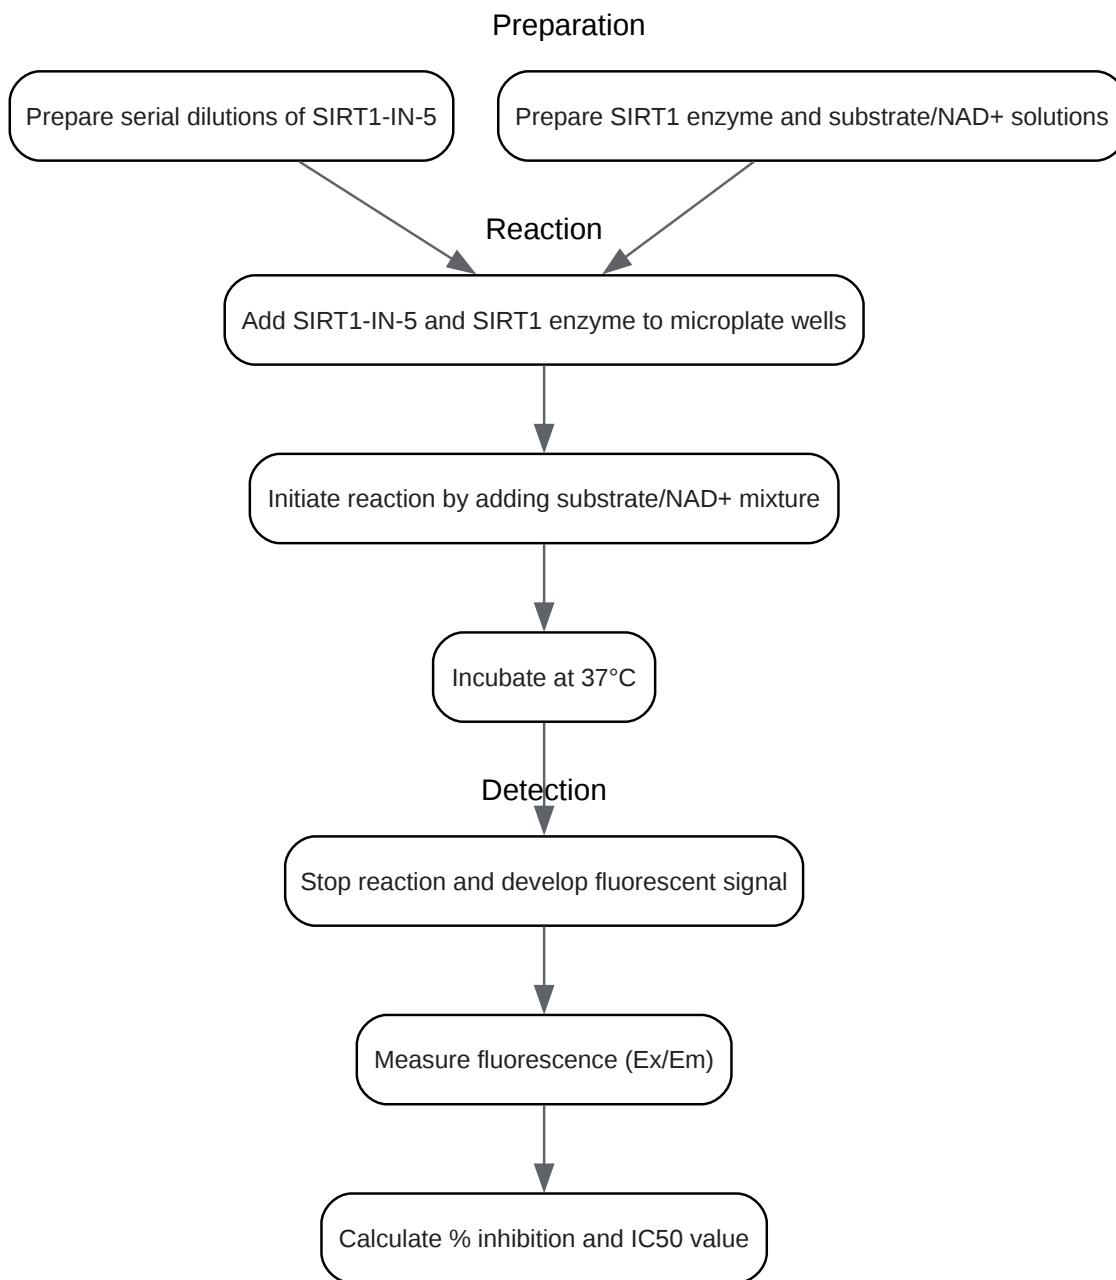 Preparation
Prepare serial dilutions of SIRT1-IN-5
Prepare SIRT1 enzyme and substrate/NAD+ solutions
Reaction
Add SIRT1-IN-5 and SIRT1 enzyme to microplate wells
Initiate reaction by adding substrate/NAD+ mixture
Incubate at 37°C
Detection
Stop reaction and develop fluorescent signal
Measure fluorescence (Ex/Em)
Calculate % inhibition and IC50 value